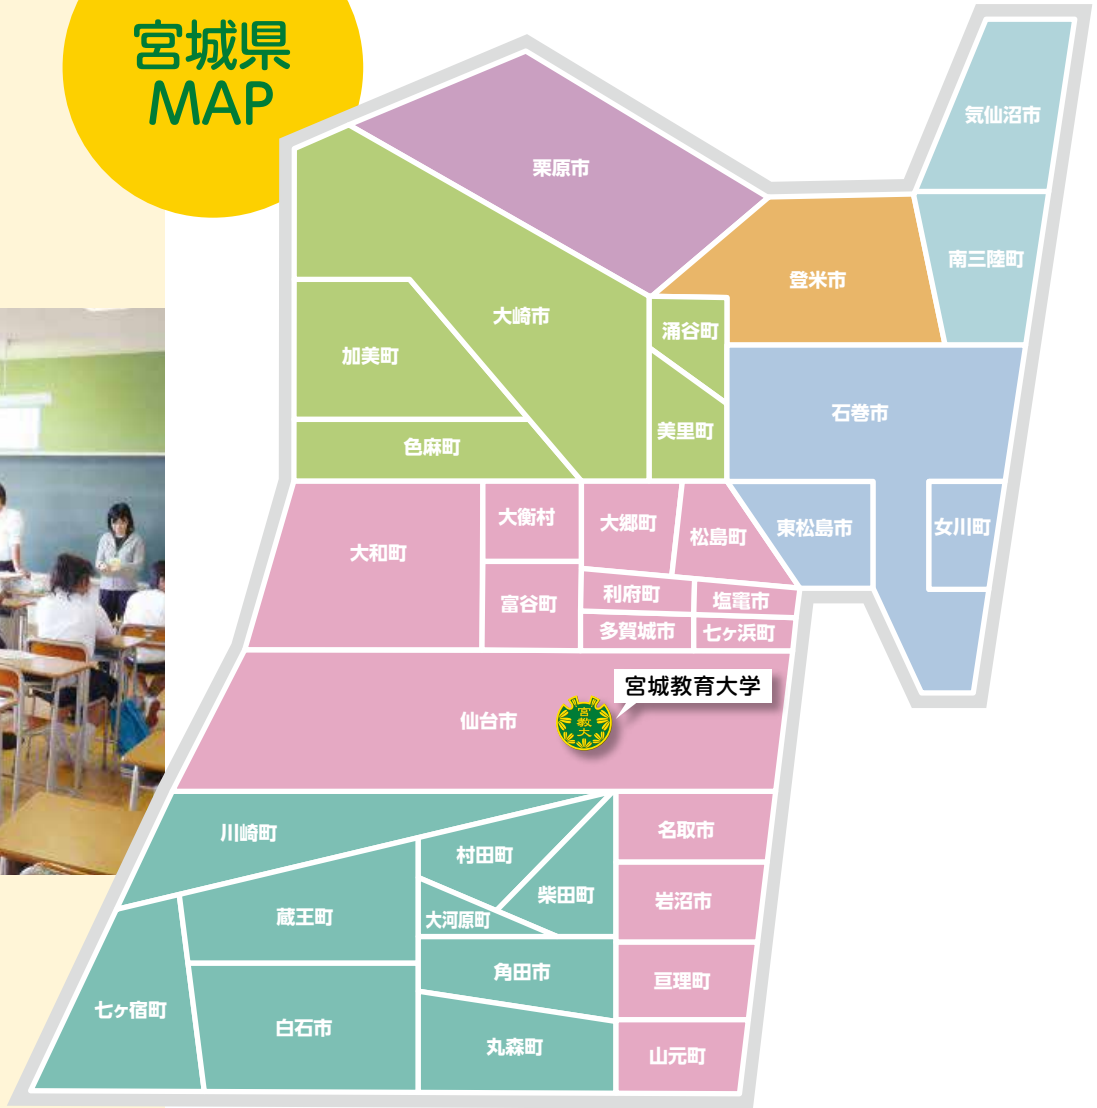 宮城県
MAP
気仙沼市
栗原市
南三陸町
登米市
大崎市
涌谷町
加美町
石巻市
美里町
色麻町
大衡村
大郷町
松島町
東松島市
女川町
大和町
富谷町
利府町
塩竈市
多賀城市
七ヶ浜町
宮城教育大学
仙台市
宮
教
大
川崎町
村田町
名取市
柴田町
岩沼市
蔵王町
大河原町
角田市
亘理町
七ヶ宿町
白石市
丸森町
山元町